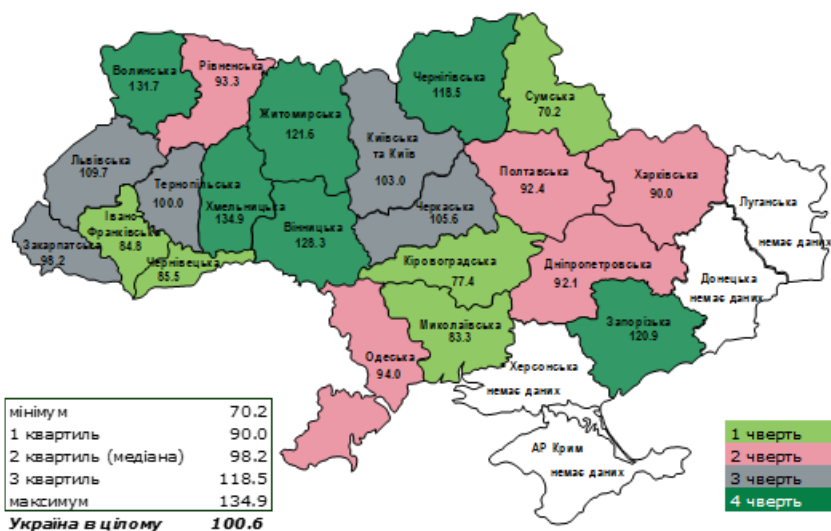 Волинська
131.7
Рівненська
93.3
Житомирська
121.6
Київська
та Київ
103.0
Чернігівська
118.5
Сумська
70.2
Львівська
109.7
Тернопільська
100.0
Хмельницька
134.9
Вінницька
128.3
Черкаська
105.6
Полтавська
92.4
Харківська
90.0
Луганська
немає даних
Івано-
Франківська
84.8
Закарпатська
98.2
Чернівецька
85.5
Кіровоградська
77.4
Дніпропетровська
92.1
Донецька
немає даних
Миколаївська
83.3
Запорізька
120.9
Одеська
94.0
Херсонська
немає даних
АР Крим
немає даних
мінімум 70.2
1 квартиль 90.0
2 квартиль (медіана) 98.2
3 квартиль 118.5
максимум 134.9
Україна в цілому 100.6
1 чверть
2 чверть
3 чверть
4 чверть